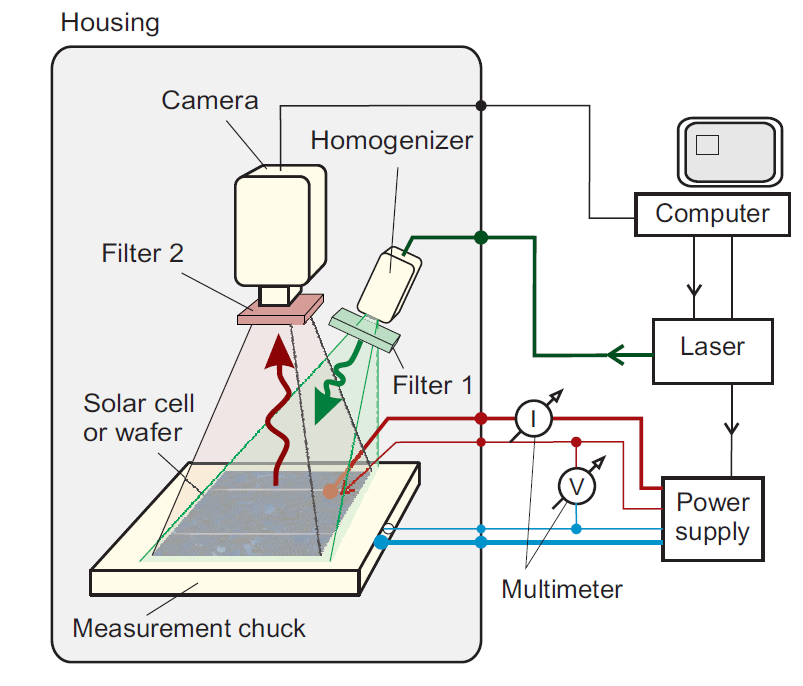 Housing
Camera
Homogenizer
Filter 2
Computer
Laser
Filter 1
Solar cell
or wafer
I
V
Power
supply
Multimeter
Measurement chuck